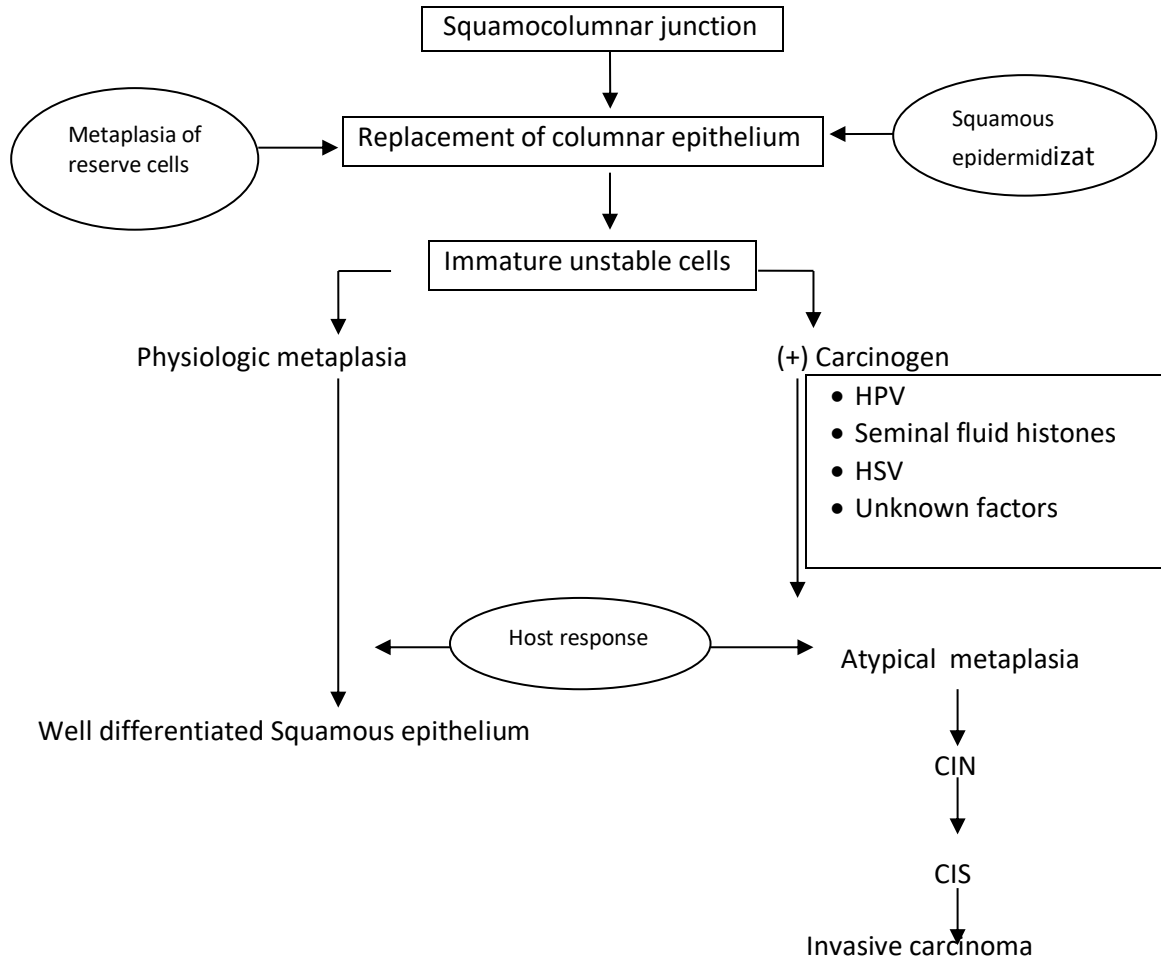 Squamocolumnar junction
Metaplasia of
reserve cells
Replacement of columnar epithelium
Squamous
epidermidizat
Immature unstable cells
Physiologic metaplasia
(+) Carcinogen
• HPV
• Seminal fluid histones
• HSV
• Unknown factors
Host response
Atypical metaplasia
Well differentiated Squamous epithelium
CIN
CIS
Invasive carcinoma